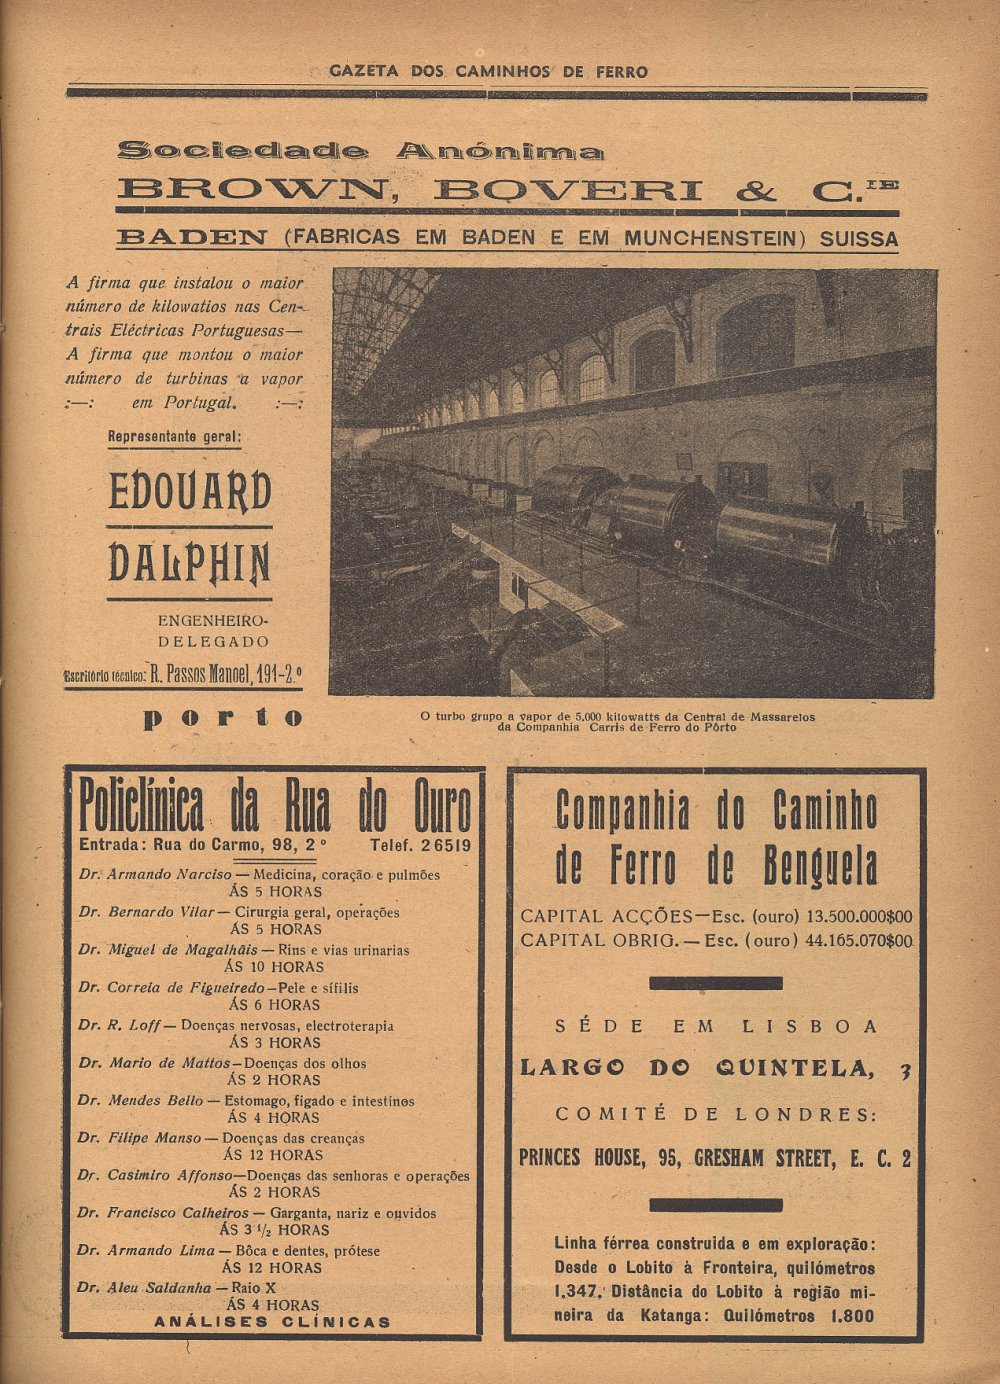 GAZETA DOS CAMINHOS DE FERRO
Sociedade Anónima
BROWN, BOVERI & C.IE
BADEN (FABRICAS EM BADEN E EM MUNCHENSTEIN) SUISSA
A firma que instalou o maior
número de kilowatios nas Cen-
trais Eléctricas Portuguesas—
A firma que montou o maior
número de turbinas a vapor
:—: em Portugal. :—:
Representante geral:
EDOUARD
DALPHIN
ENGENHEIRO-
DELEGADO
Escritório técnico: R. Passos Manoel, 191-2.º
porto
O turbo grupo a vapor de 5.000 kilowatts da Central de Massarelos
da Companhia Carris de Ferro do Pôrto
Policlínica da Rua do Ouro
Entrada: Rua do Carmo, 98, 2º Telef. 26519
Dr. Armando Narciso — Medicina, coração e pulmões
ÁS 5 HORAS
Dr. Bernardo Vilar — Cirurgia geral, operações
ÁS 5 HORAS
Dr. Miguel de Magalhãis — Rins e vias urinarias
ÁS 10 HORAS
Dr. Correia de Figueiredo — Pele e sífilis
ÁS 6 HORAS
Dr. R. Loff — Doenças nervosas, electroterapia
ÁS 3 HORAS
Dr. Mario de Mattos — Doenças dos olhos
ÁS 2 HORAS
Dr. Mendes Bello — Estomago, figado e intestinos
ÁS 4 HORAS
Dr. Filipe Manso — Doenças das creanças
ÁS 12 HORAS
Dr. Casimiro Affonso — Doenças das senhoras e operações
ÁS 2 HORAS
Dr. Francisco Calheiros — Garganta, nariz e ouvidos
ÁS 3 1/2 HORAS
Dr. Armando Lima — Bôca e dentes, prótese
ÁS 12 HORAS
Dr. Aleu Saldanha — Raio X
ÁS 4 HORAS
ANÁLISES CLÍNICAS
Companhia do Caminho
de Ferro de Benguela
CAPITAL ACÇÕES—Esc. (ouro) 13.500.000$00
CAPITAL OBRIG. — Esc. (ouro) 44.165.070$00
SÉDE EM LISBOA
LARGO DO QUINTELA, 3
COMITÉ DE LONDRES:
PRINCES HOUSE, 95, GRESHAM STREET, E. C. 2
Linha férrea construida e em exploração:
Desde o Lobito à Fronteira, quilómetros
1.347. Distância do Lobito à região mi-
neira da Katanga: Quilómetros 1.800